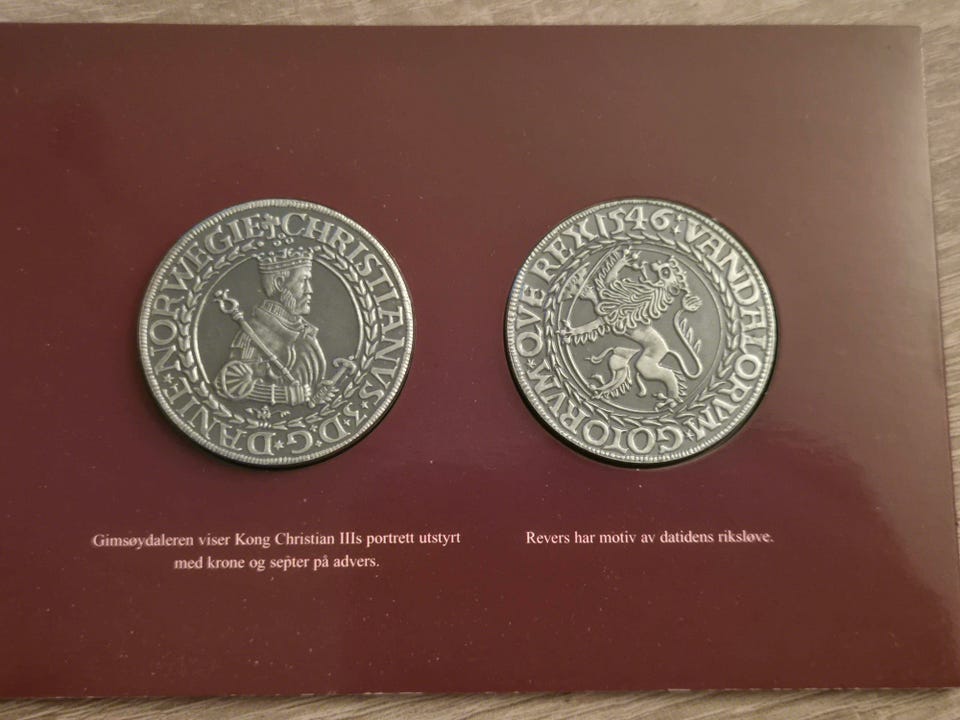 CHRISTIANVS·3·D·G·DANIE·NORWEGIE
VANDALORVM·GOTORVM·QVE REX 1546:
Gimsøydaleren viser Kong Christian IIIs portrett utstyrt
med krone og septer på advers.
Revers har motiv av datidens riksløve.